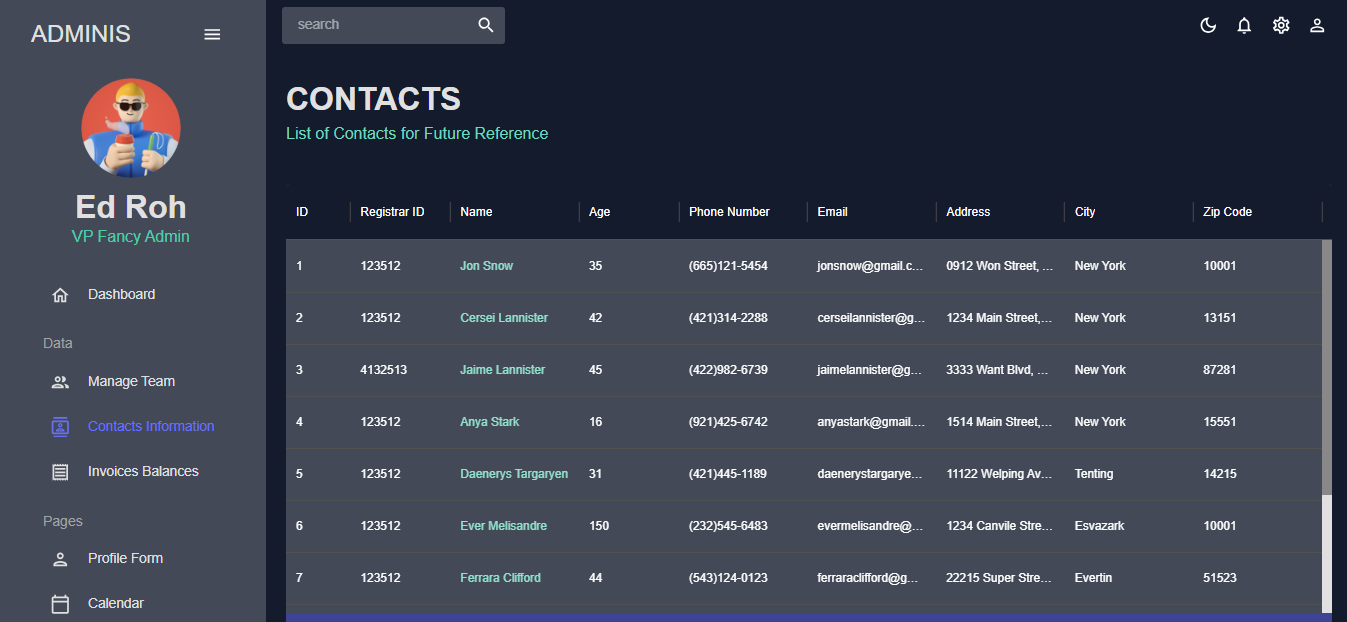 ADMINIS
search
Ed Roh
VP Fancy Admin
Dashboard
Data
Manage Team
Contacts Information
Invoices Balances
Pages
Profile Form
Calendar
CONTACTS
List of Contacts for Future Reference
ID Registrar ID Name Age Phone Number Email Address City Zip Code
1 123512 Jon Snow 35 (665)121-5454 jonsnow@gmail.c... 0912 Won Street, ... New York 10001
2 123512 Cersei Lannister 42 (421)314-2288 cerseilannister@g... 1234 Main Street,... New York 13151
3 4132513 Jaime Lannister 45 (422)982-6739 jaimelannister@g... 3333 Want Blvd, ... New York 87281
4 123512 Anya Stark 16 (921)425-6742 anyastark@gmail.... 1514 Main Street,... New York 15551
5 123512 Daenerys Targaryen 31 (421)445-1189 daenerystargarye... 11122 Welping Av... Tenting 14215
6 123512 Ever Melisandre 150 (232)545-6483 evermelisandre@... 1234 Canvile Stre... Esvazark 10001
7 123512 Ferrara Clifford 44 (543)124-0123 ferraraclifford@g... 22215 Super Stre... Evertin 51523